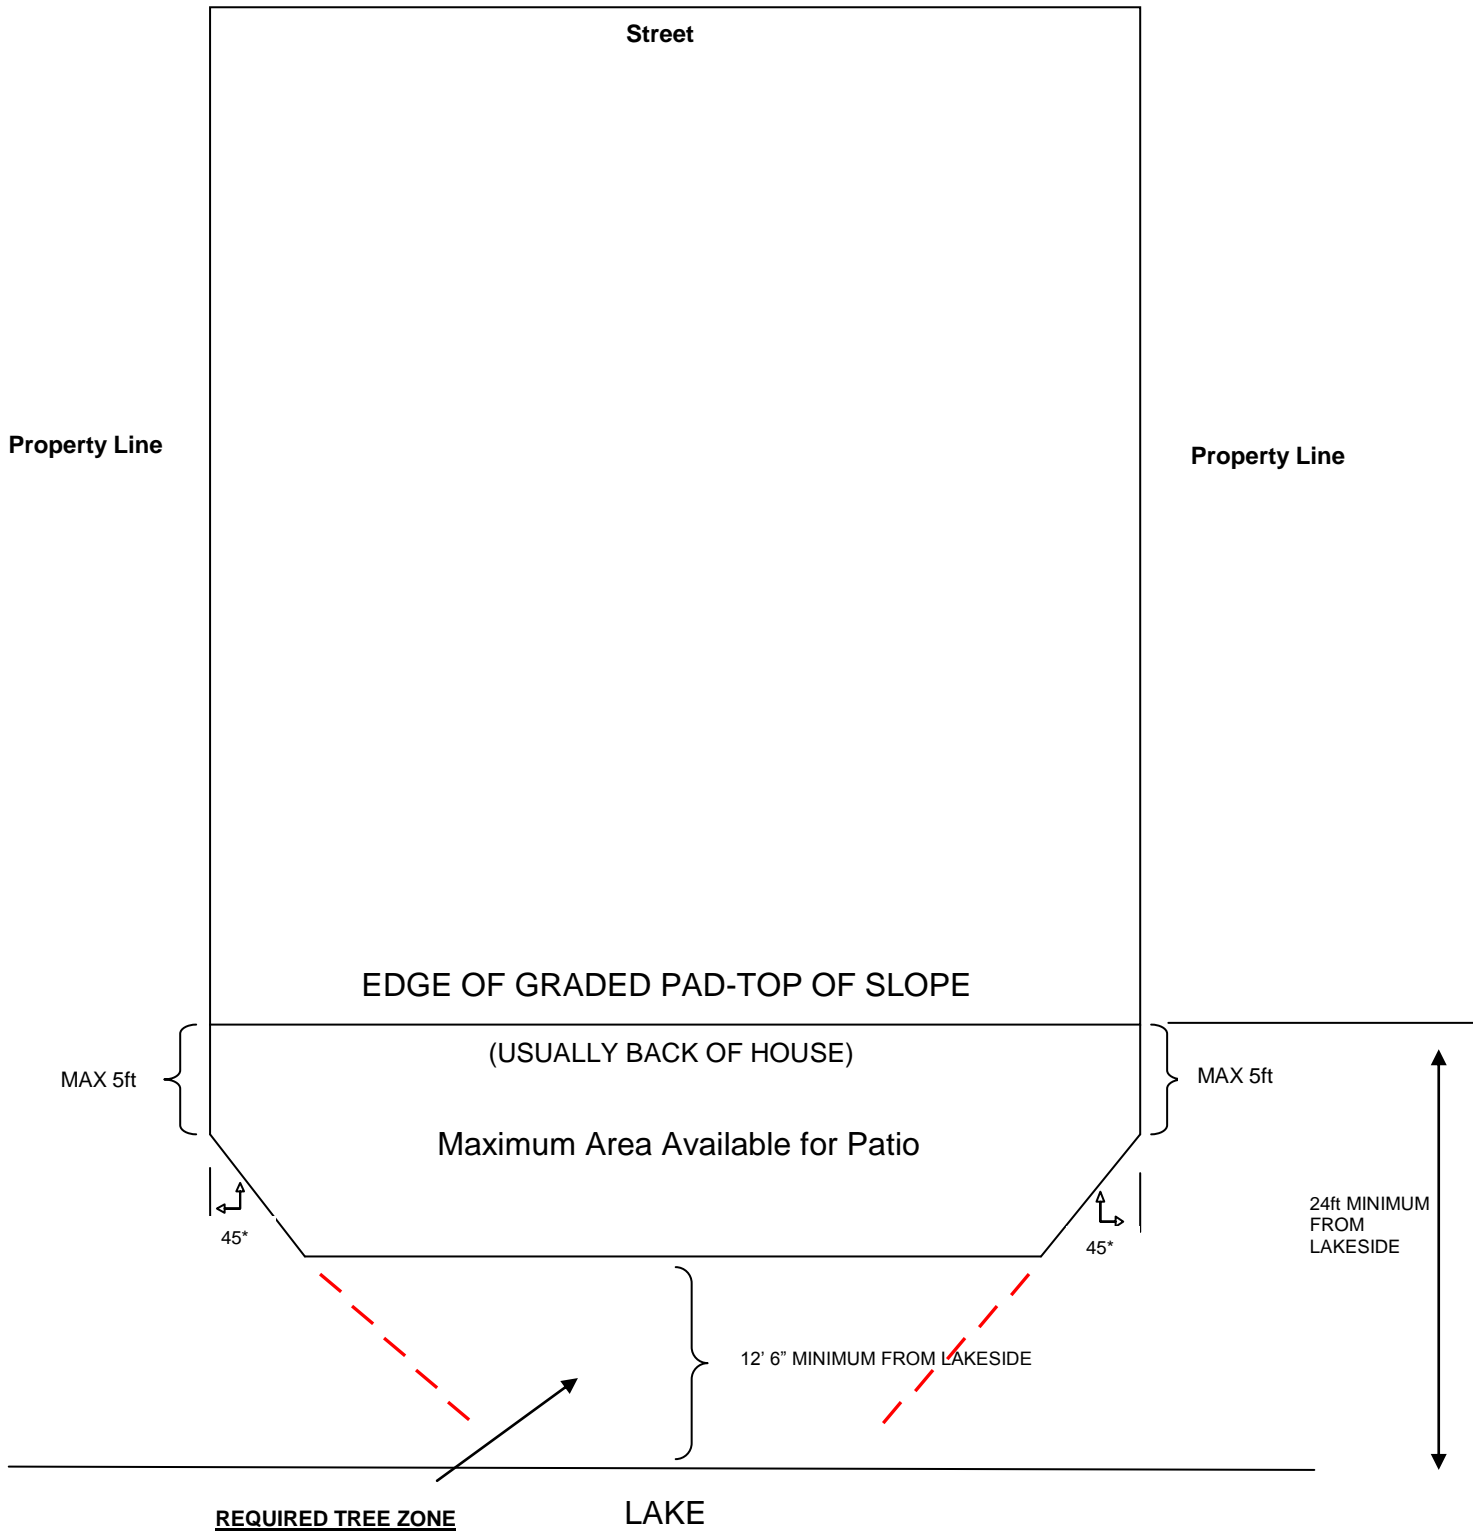 Street
Property Line
Property Line
EDGE OF GRADED PAD-TOP OF SLOPE
(USUALLY BACK OF HOUSE)
MAX 5ft
MAX 5ft
Maximum Area Available for Patio
45*
45*
24ft MINIMUM
FROM
LAKESIDE
12’ 6” MINIMUM FROM LAKESIDE
REQUIRED TREE ZONE
LAKE